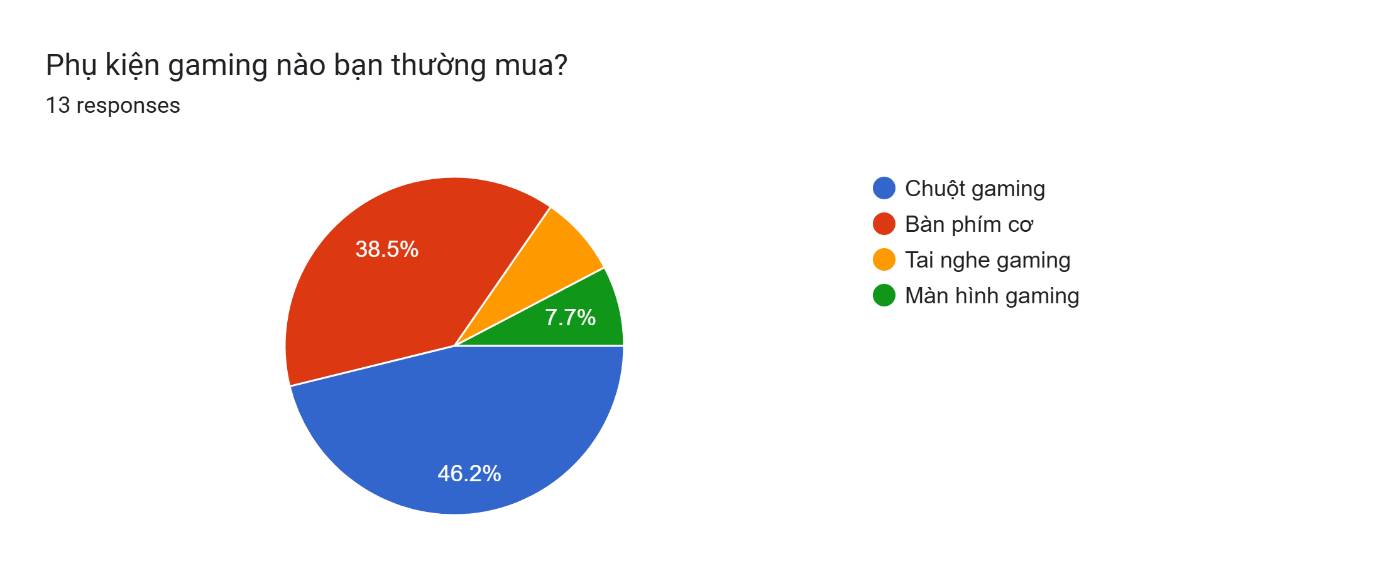 Phụ kiện gaming nào bạn thường mua?
13 responses
38.5%
7.7%
46.2%
Chuột gaming
Bàn phím cơ
Tai nghe gaming
Màn hình gaming